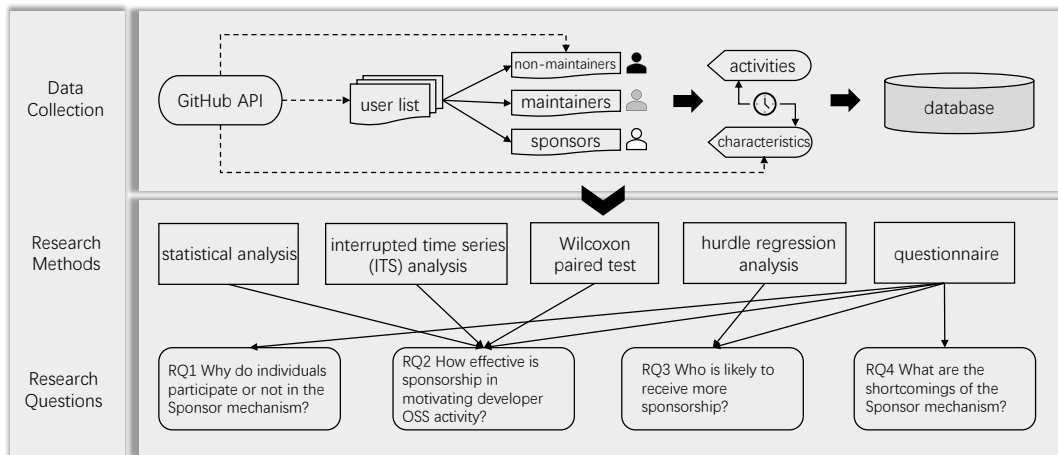 Data
Collection
GitHub API
user list
non-maintainers
maintainers
sponsors
activities
characteristics
database
Research
Methods
statistical analysis
interrupted time series
(ITS) analysis
Wilcoxon
paired test
hurdle regression
analysis
questionnaire
Research
Questions
RQ1 Why do individuals
participate or not in the
Sponsor mechanism?
RQ2 How effective is
sponsorship in
motivating developer
OSS activity?
RQ3 Who is likely to
receive more
sponsorship?
RQ4 What are the
shortcomings of the
Sponsor mechanism?